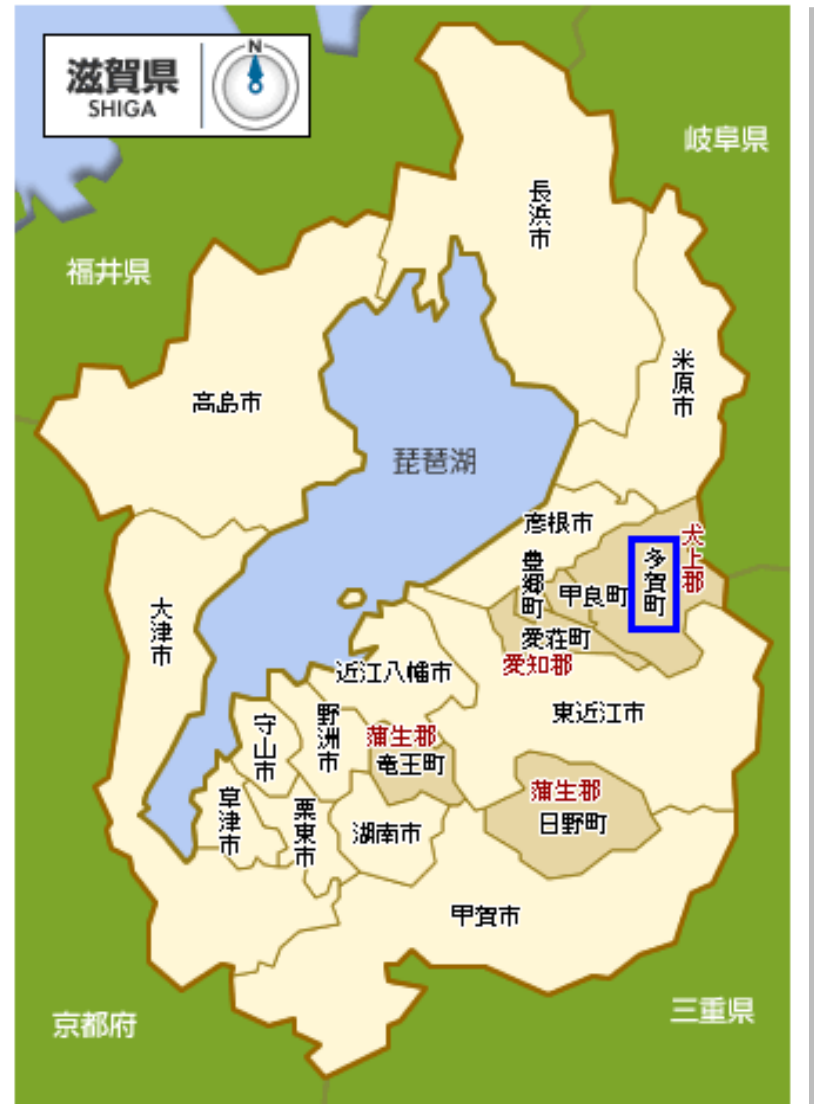 滋賀県
SHIGA
N
岐阜県
長浜市
福井県
米原市
高島市
琵琶湖
彦根市
犬上郡
多賀町
豊郷町
甲良町
大津市
愛荘町
愛知郡
近江八幡市
東近江市
守山市
野洲市
蒲生郡
竜王町
蒲生郡
日野町
草津市
栗東市
湖南市
甲賀市
京都府
三重県